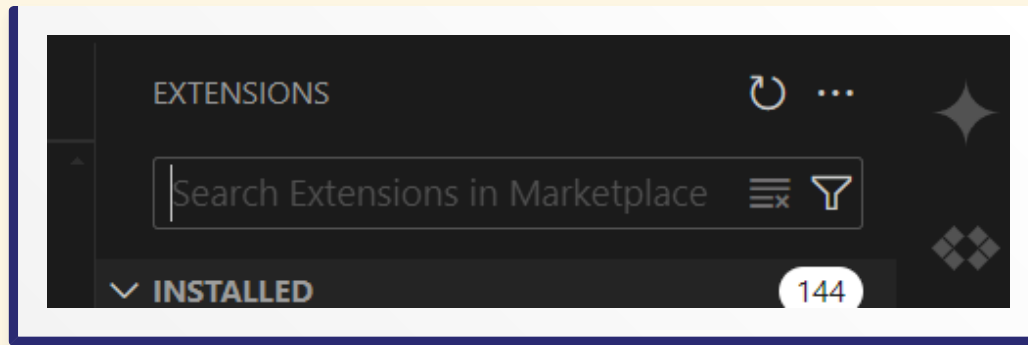 EXTENSIONS
Search Extensions in Marketplace
INSTALLED 144